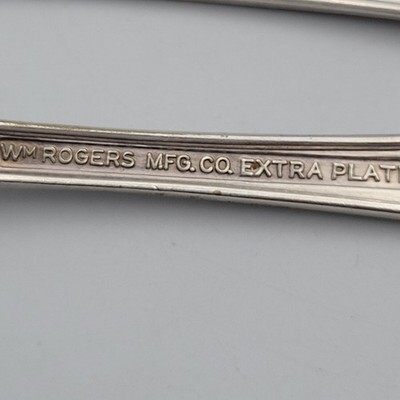 WM ROGERS MFG. CO. EXTRA PLAT